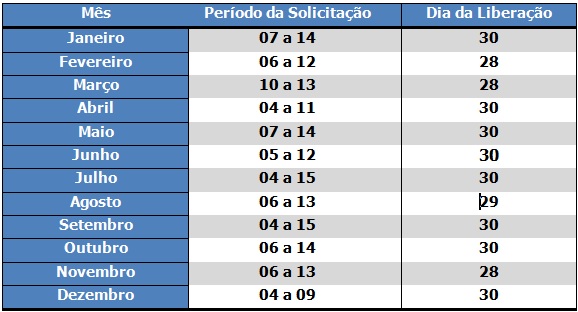 Mês Período da Solicitação Dia da Liberação
Janeiro 07 a 14 30
Fevereiro 06 a 12 28
Março 10 a 13 28
Abril 04 a 11 30
Maio 07 a 14 30
Junho 05 a 12 30
Julho 04 a 15 30
Agosto 06 a 13 29
Setembro 04 a 15 30
Outubro 06 a 14 30
Novembro 06 a 13 28
Dezembro 04 a 09 30